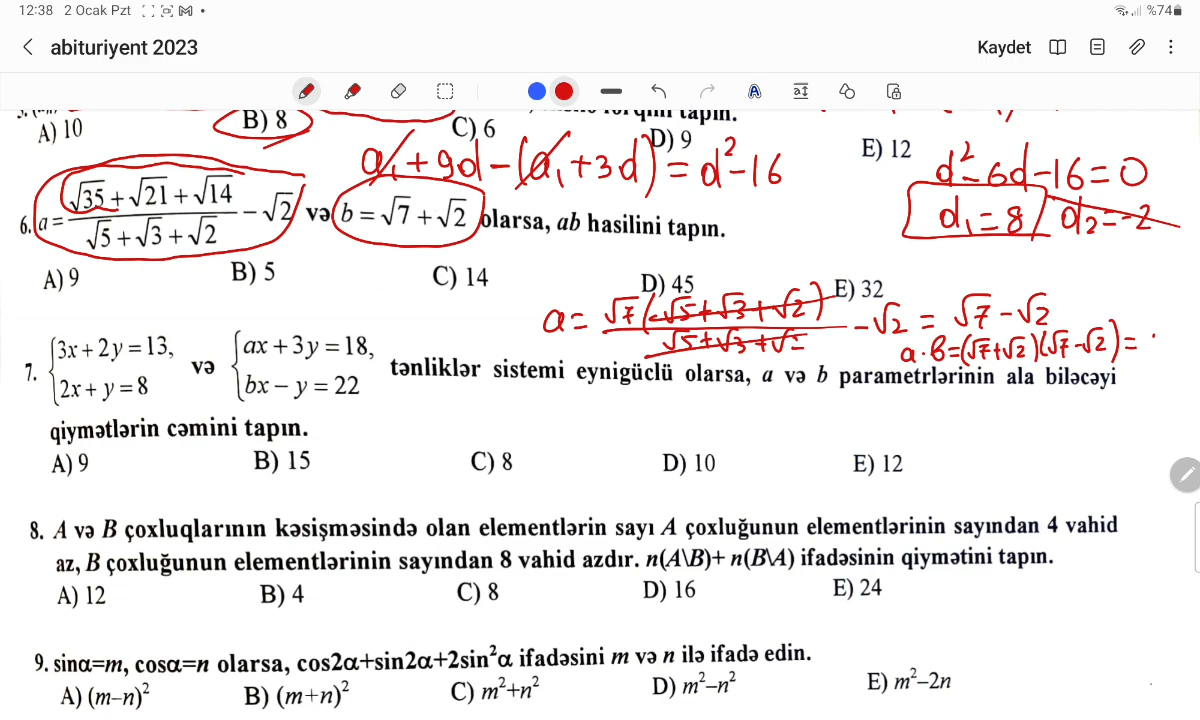 12:38 2 Ocak Pzt %74
abituriyent 2023
Kaydet
tapın.
A) 10 B) 8 C) 6 D) 9 E) 12
a₁+9d-(a₁+3d)=d²-16
d²-6d-16=0
d₁=8 d₂=-2
6. a = (√35+√21+√14)/(√5+√3+√2) − √2 və b = √7+√2 olarsa, ab hasilini tapın.
A) 9 B) 5 C) 14 D) 45 E) 32
a= √7(√5+√3+√2)/(√5+√3+√2) -√2 = √7-√2
a·b=(√7+√2)(√7-√2)=
7. {3x+2y=13, 2x+y=8 və {ax+3y=18, bx−y=22 tənliklər sistemi eynigüclü olarsa, a və b parametrlərinin ala biləcəyi
qiymətlərin cəmini tapın.
A) 9 B) 15 C) 8 D) 10 E) 12
8. A və B çoxluqlarının kəsişməsində olan elementlərin sayı A çoxluğunun elementlərinin sayından 4 vahid
az, B çoxluğunun elementlərinin sayından 8 vahid azdır. n(A\B)+ n(B\A) ifadəsinin qiymətini tapın.
A) 12 B) 4 C) 8 D) 16 E) 24
9. sinα=m, cosα=n olarsa, cos2α+sin2α+2sin²α ifadəsini m və n ilə ifadə edin.
A) (m−n)² B) (m+n)² C) m²+n² D) m²−n² E) m²−2n